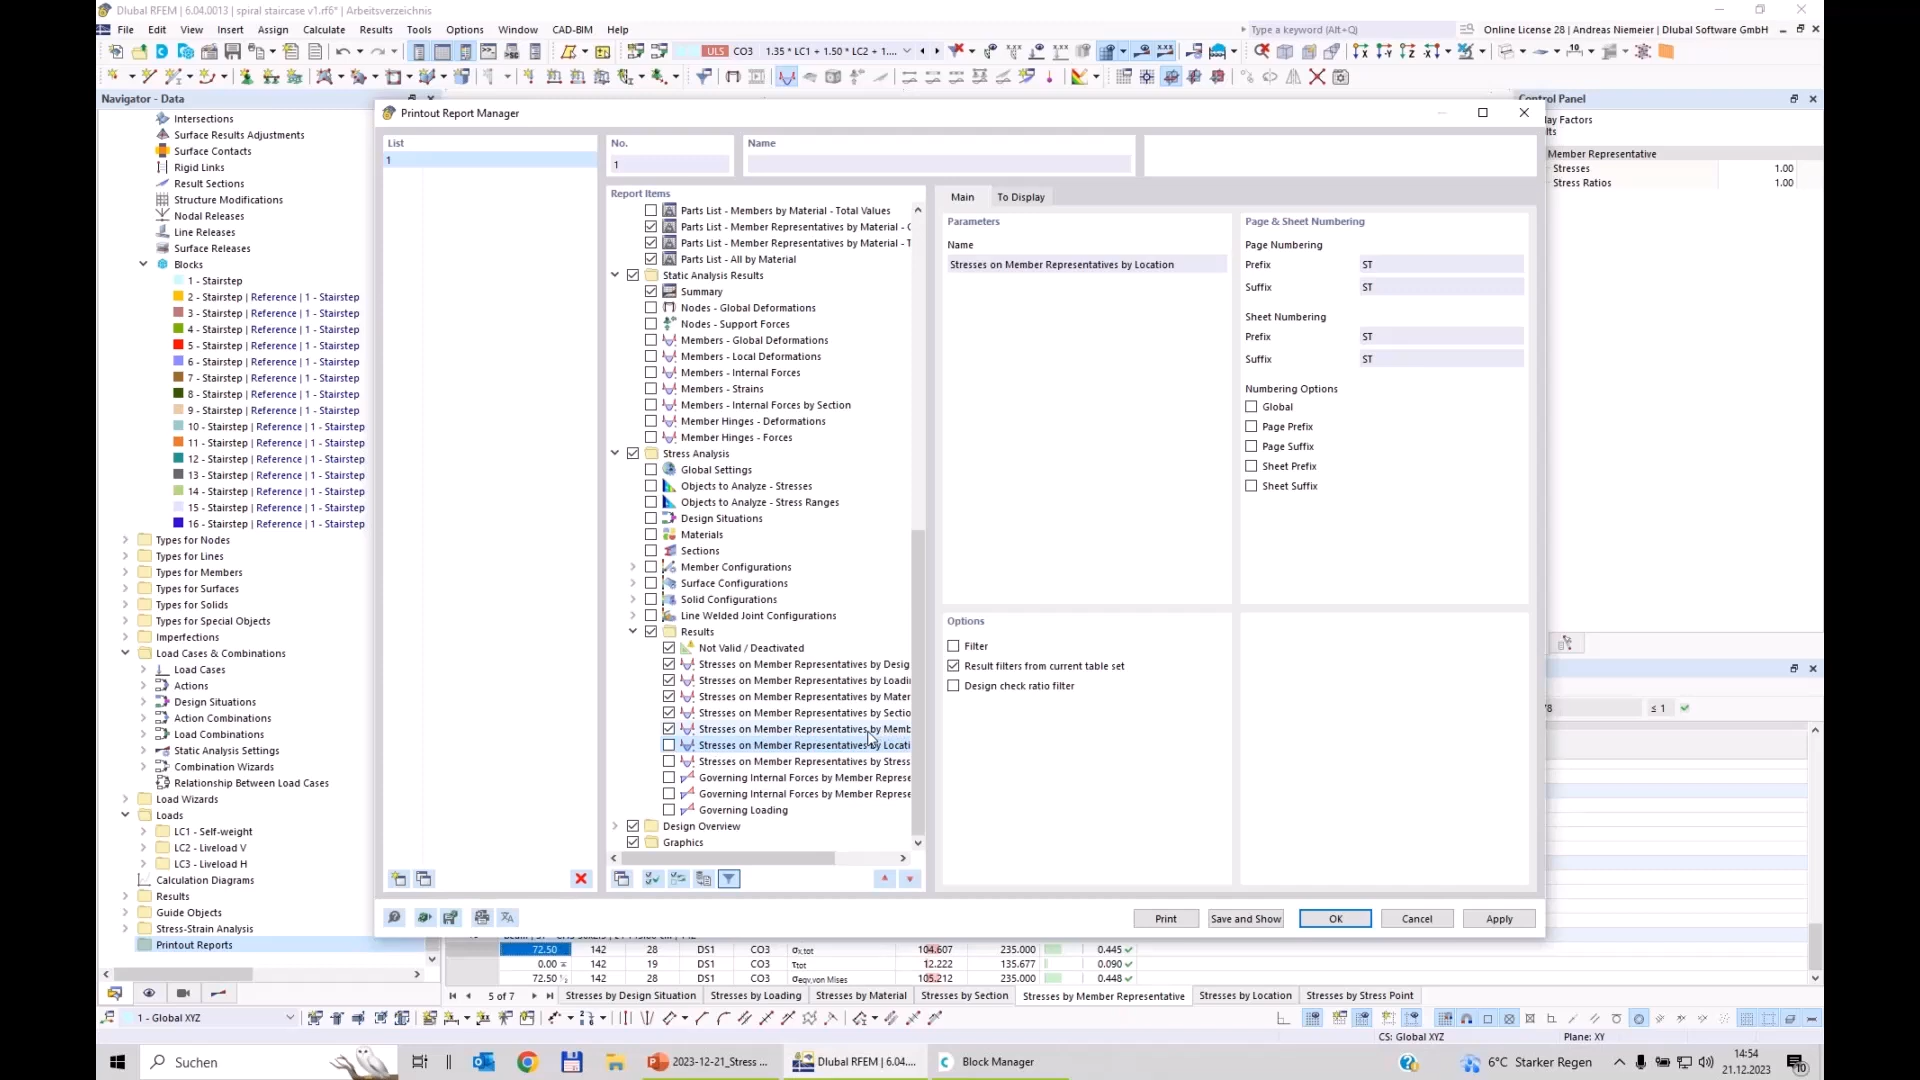 Dlubal RFEM | 6.04.0013 | spiral staircase v1.rf6* | Arbeitsverzeichnis
File Edit View Insert Assign Calculate Results Tools Options Window CAD-BIM Help
Type a keyword (Alt+Q)
Online License 28 | Andreas Niemeier | Dlubal Software GmbH
ULS CO3 1.35 * LC1 + 1.50 * LC2 + 1....
Navigator - Data
Intersections
Surface Results Adjustments
Surface Contacts
Rigid Links
Result Sections
Structure Modifications
Nodal Releases
Line Releases
Surface Releases
Blocks
1 - Stairstep
2 - Stairstep | Reference | 1 - Stairstep
3 - Stairstep | Reference | 1 - Stairstep
4 - Stairstep | Reference | 1 - Stairstep
5 - Stairstep | Reference | 1 - Stairstep
6 - Stairstep | Reference | 1 - Stairstep
7 - Stairstep | Reference | 1 - Stairstep
8 - Stairstep | Reference | 1 - Stairstep
9 - Stairstep | Reference | 1 - Stairstep
10 - Stairstep | Reference | 1 - Stairstep
11 - Stairstep | Reference | 1 - Stairstep
12 - Stairstep | Reference | 1 - Stairstep
13 - Stairstep | Reference | 1 - Stairstep
14 - Stairstep | Reference | 1 - Stairstep
15 - Stairstep | Reference | 1 - Stairstep
16 - Stairstep | Reference | 1 - Stairstep
Types for Nodes
Types for Lines
Types for Members
Types for Surfaces
Types for Solids
Types for Special Objects
Imperfections
Load Cases & Combinations
Load Cases
Actions
Design Situations
Action Combinations
Load Combinations
Static Analysis Settings
Combination Wizards
Relationship Between Load Cases
Load Wizards
Loads
LC1 - Self-weight
LC2 - Liveload V
LC3 - Liveload H
Calculation Diagrams
Results
Guide Objects
Stress-Strain Analysis
Printout Reports
Printout Report Manager
List
1
No.
1
Name
Report Items
Parts List - Members by Material - Total Values
Parts List - Member Representatives by Material - C
Parts List - Member Representatives by Material - T
Parts List - All by Material
Static Analysis Results
Summary
Nodes - Global Deformations
Nodes - Support Forces
Members - Global Deformations
Members - Local Deformations
Members - Internal Forces
Members - Strains
Members - Internal Forces by Section
Member Hinges - Deformations
Member Hinges - Forces
Stress Analysis
Global Settings
Objects to Analyze - Stresses
Objects to Analyze - Stress Ranges
Design Situations
Materials
Sections
Member Configurations
Surface Configurations
Solid Configurations
Line Welded Joint Configurations
Results
Not Valid / Deactivated
Stresses on Member Representatives by Desig
Stresses on Member Representatives by Loadi
Stresses on Member Representatives by Mater
Stresses on Member Representatives by Sectio
Stresses on Member Representatives by Memb
Stresses on Member Representatives by Locati
Stresses on Member Representatives by Stress
Governing Internal Forces by Member Represe
Governing Internal Forces by Member Represe
Governing Loading
Design Overview
Graphics
Main To Display
Parameters
Name
Stresses on Member Representatives by Location
Page & Sheet Numbering
Page Numbering
Prefix ST
Suffix ST
Sheet Numbering
Prefix ST
Suffix ST
Numbering Options
Global
Page Prefix
Page Suffix
Sheet Prefix
Sheet Suffix
Options
Filter
Result filters from current table set
Design check ratio filter
Print Save and Show OK Cancel Apply
Control Panel
lay Factors
lts
Member Representative
Stresses 1.00
Stress Ratios 1.00
≤ 1
72.50 142 28 DS1 CO3 σx,tot 104.607 235.000 0.445
0.00 142 19 DS1 CO3 τtot 12.222 135.677 0.090
72.50 ½ 142 28 DS1 CO3 σeqv,von Mises 105.212 235.000 0.448
5 of 7 Stresses by Design Situation Stresses by Loading Stresses by Material Stresses by Section Stresses by Member Representative Stresses by Location Stresses by Stress Point
1 - Global XYZ
CS: Global XYZ Plane: XY
Suchen
2023-12-21_Stress ...
Dlubal RFEM | 6.04....
Block Manager
6°C Starker Regen
14:54
21.12.2023
10